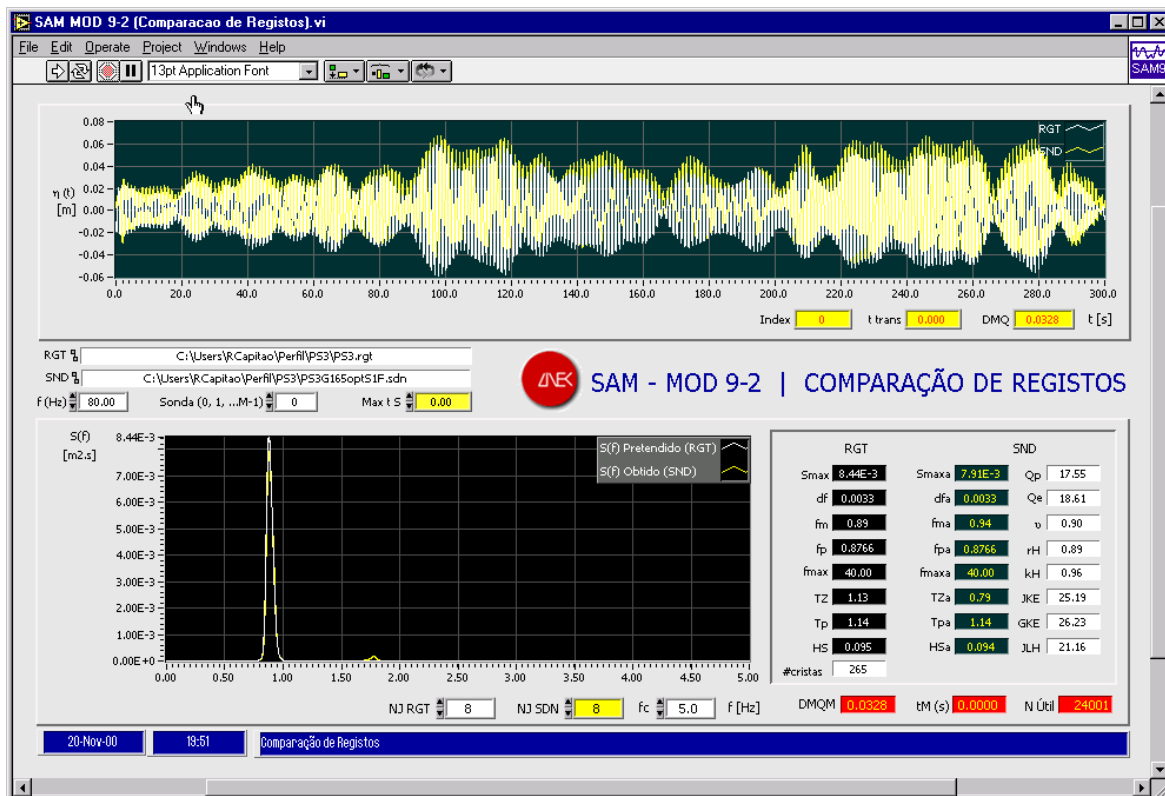 SAM MOD 9-2 (Comparacao de Registos).vi
File Edit Operate Project Windows Help
13pt Application Font
SAM9
0.08
0.06
0.04
0.02
0.00
-0.02
-0.04
-0.06
η (t)
[m]
RGT
SND
0.0 20.0 40.0 60.0 80.0 100.0 120.0 140.0 160.0 180.0 200.0 220.0 240.0 260.0 280.0 300.0
Index 0 t trans 0.000 DMQ 0.0328 t [s]
RGT C:\Users\RCapitao\Perfil\PS3\PS3.rgt
SND C:\Users\RCapitao\Perfil\PS3\PS3G165optS1F.sdn
f (Hz) 80.00 Sonda (0, 1, ...M-1) 0 Max t S 0.00
LNEC
SAM - MOD 9-2 | COMPARAÇÃO DE REGISTOS
S(f)
[m2.s]
8.44E-3
7.00E-3
6.00E-3
5.00E-3
4.00E-3
3.00E-3
2.00E-3
1.00E-3
0.00E+0
S(f) Pretendido (RGT)
S(f) Obtido (SND)
0.00 0.50 1.00 1.50 2.00 2.50 3.00 3.50 4.00 4.50 5.00
NJ RGT 8 NJ SDN 8 fc 5.0 f [Hz]
RGT SND
Smax 8.44E-3 Smaxa 7.91E-3 Qp 17.55
df 0.0033 dfa 0.0033 Qe 18.61
fm 0.89 fma 0.94 υ 0.90
fp 0.8766 fpa 0.8766 rH 0.89
fmax 40.00 fmaxa 40.00 kH 0.96
TZ 1.13 TZa 0.79 JKE 25.19
Tp 1.14 Tpa 1.14 GKE 26.23
HS 0.095 HSa 0.094 JLH 21.16
#cristas 265
DMQM 0.0328 tM (s) 0.0000 N Útil 24001
20-Nov-00 19:51 Comparação de Registos